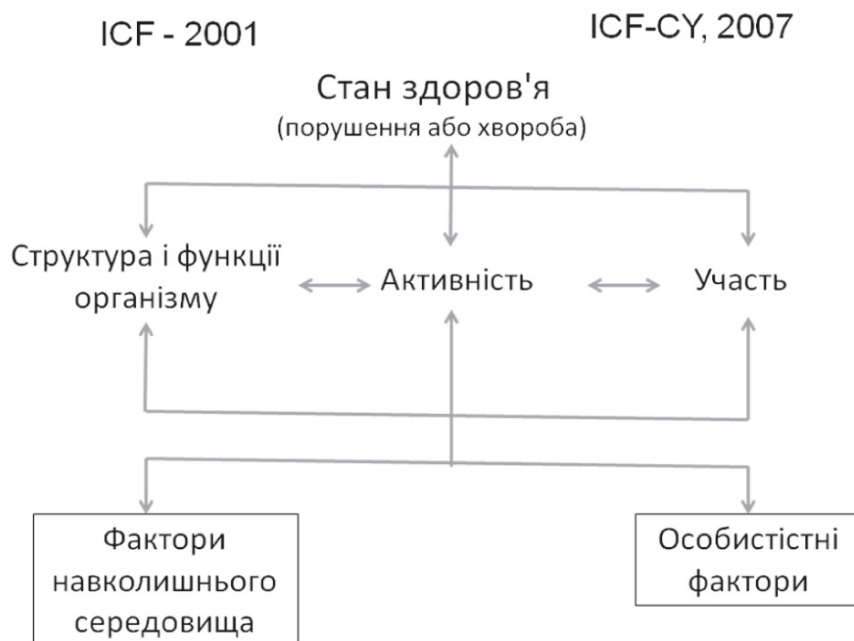 ICF - 2001
ICF-CY, 2007
Стан здоров'я
(порушення або хвороба)
Структура і функції
організму
Активність
Участь
Фактори
навколишнього
середовища
Особистістні
фактори